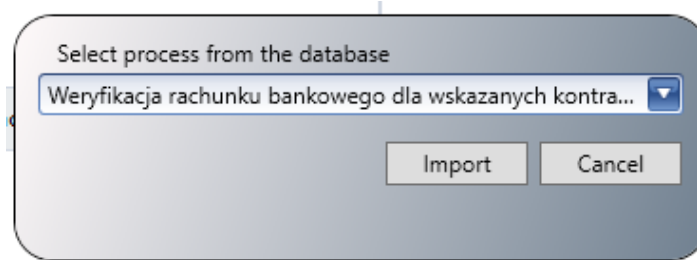 Select process from the database
Weryfikacja rachunku bankowego dla wskazanych kontra...
Import Cancel